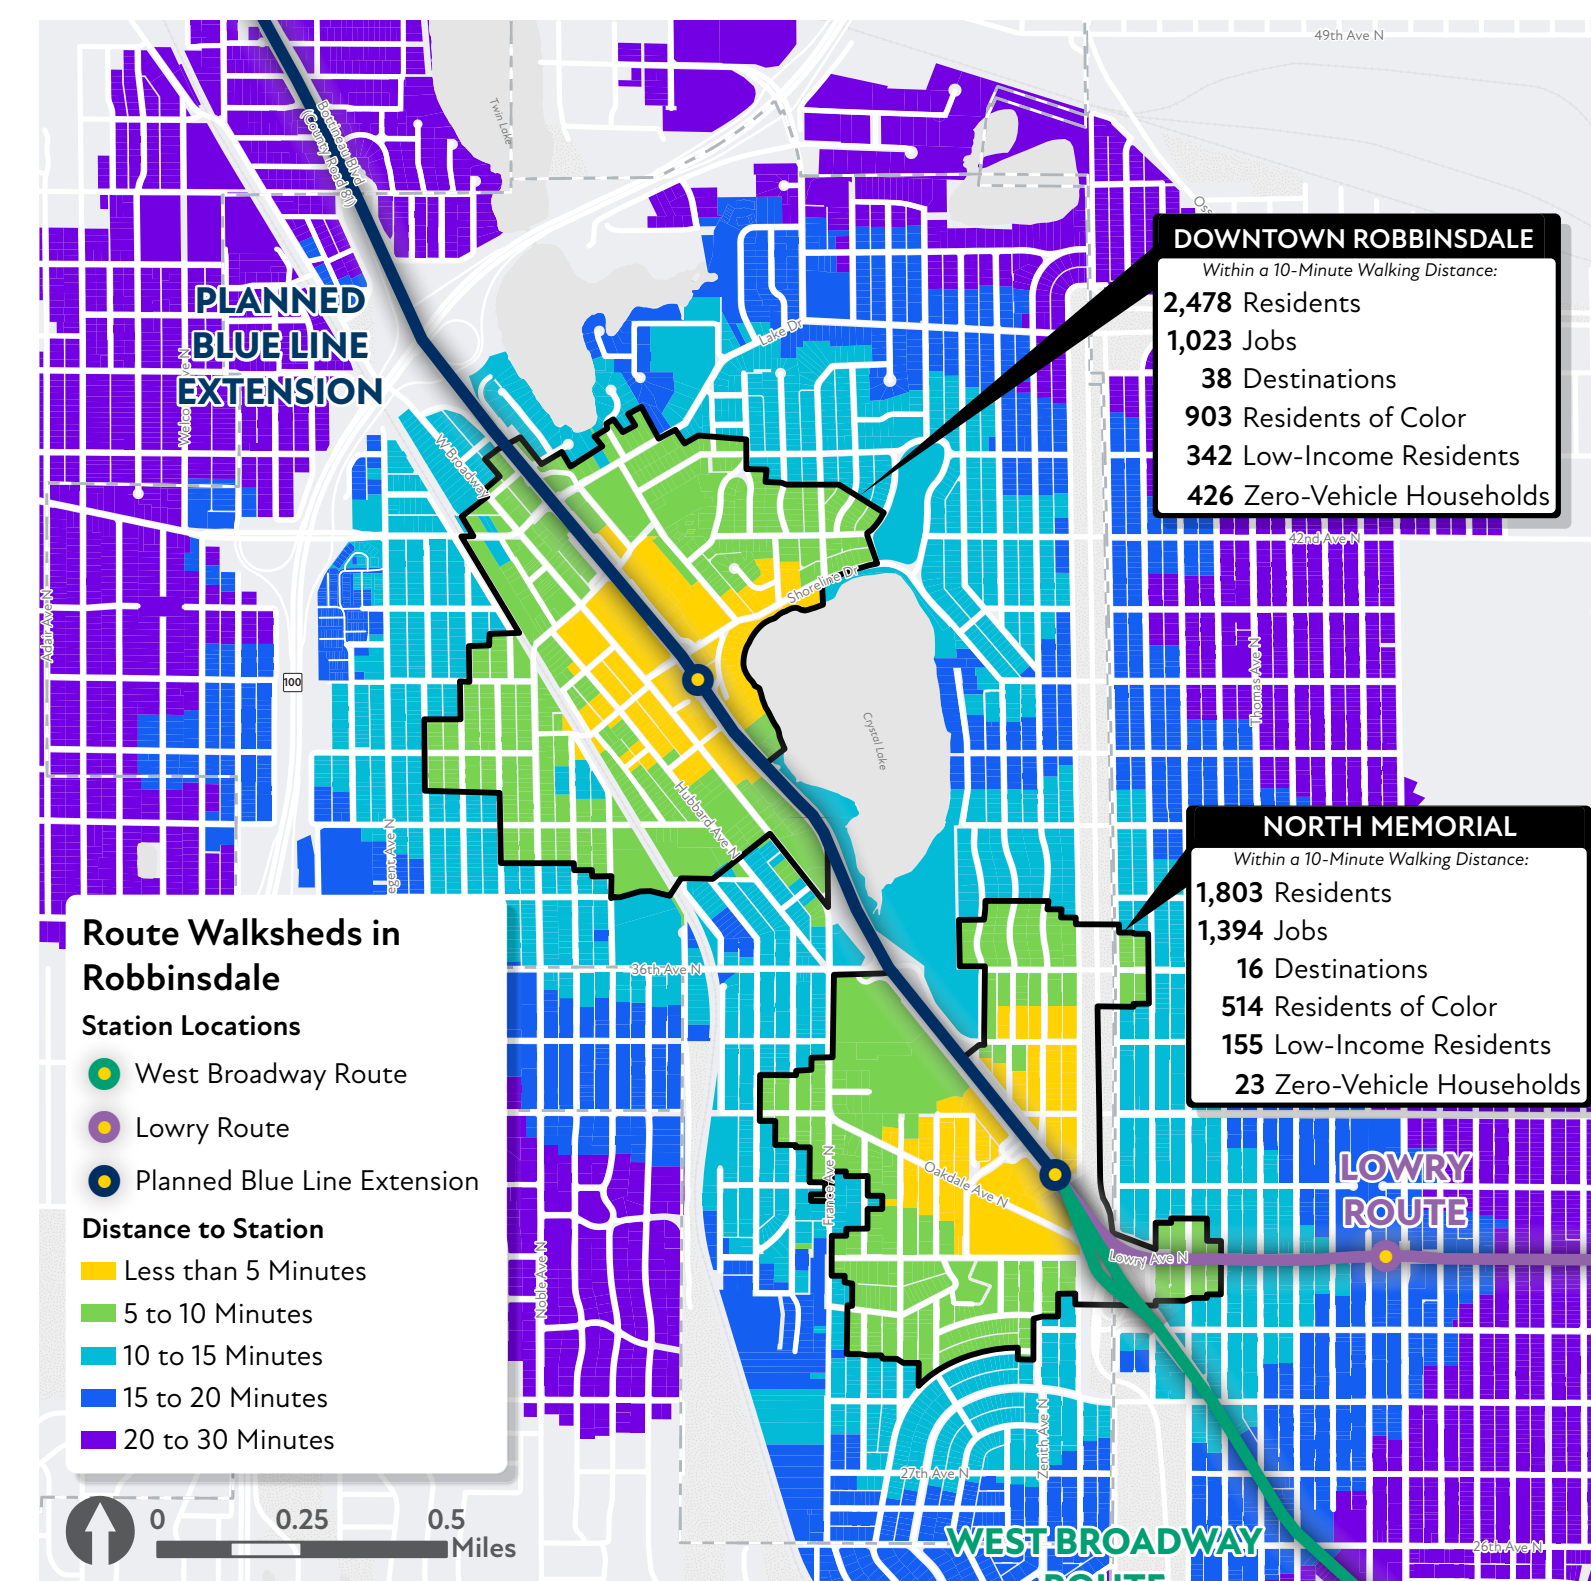 49th Ave N
Twin Lake
Bottineau Blvd
(County Road 81)
DOWNTOWN ROBBINSDALE
Within a 10-Minute Walking Distance:
2,478 Residents
1,023 Jobs
38 Destinations
903 Residents of Color
342 Low-Income Residents
426 Zero-Vehicle Households
PLANNED
BLUE LINE
EXTENSION
Lake Dr
W Broadway
42nd Ave N
Shoreline Dr
Adair Ave N
100
Thomas Ave N
Crystal Lake
Hubbard Ave N
NORTH MEMORIAL
Within a 10-Minute Walking Distance:
1,803 Residents
1,394 Jobs
16 Destinations
514 Residents of Color
155 Low-Income Residents
23 Zero-Vehicle Households
36th Ave N
Route Walksheds in
Robbinsdale
Station Locations
West Broadway Route
Lowry Route
Planned Blue Line Extension
Distance to Station
Less than 5 Minutes
5 to 10 Minutes
10 to 15 Minutes
15 to 20 Minutes
20 to 30 Minutes
France Ave N
Oakdale Ave N
LOWRY
ROUTE
Lowry Ave N
Noble Ave N
Zenith Ave N
27th Ave N
WEST BROADWAY
ROUTE
26th Ave N
0 0.25 0.5
Miles